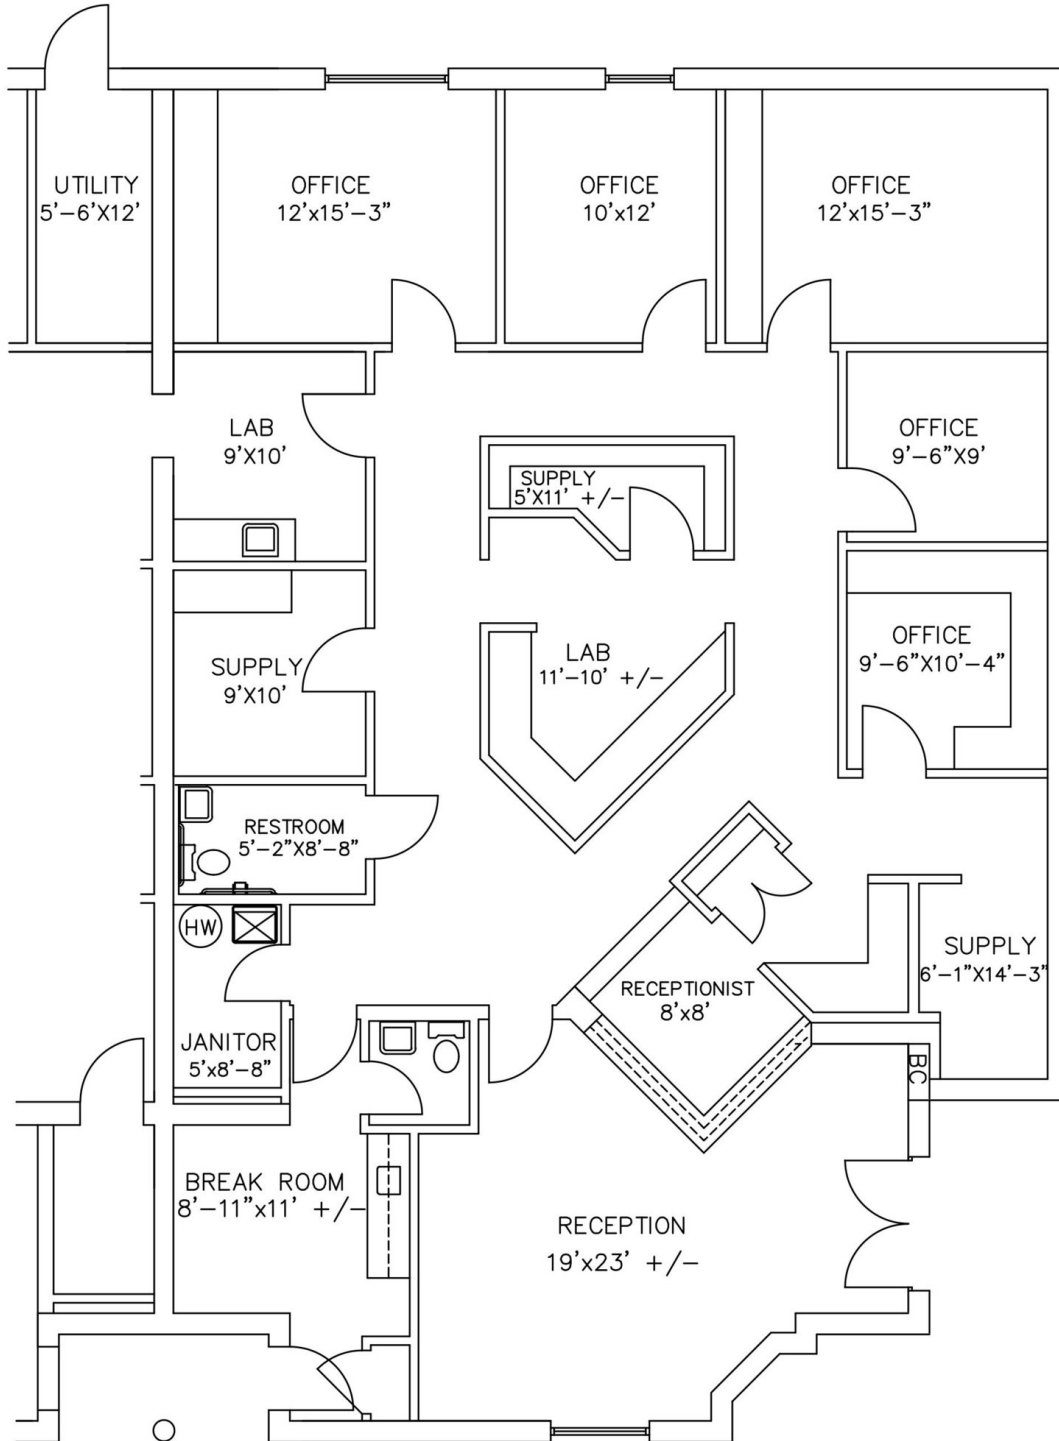 UTILITY
5'-6'X12'
OFFICE
12'x15'-3"
OFFICE
10'x12'
OFFICE
12'x15'-3"
LAB
9'X10'
OFFICE
9'-6"X9'
SUPPLY
5'X11' +/-
OFFICE
9'-6"X10'-4"
SUPPLY
9'X10'
LAB
11'-10' +/-
RESTROOM
5'-2"X8'-8"
HW
SUPPLY
6'-1"X14'-3"
RECEPTIONIST
8'x8'
JANITOR
5'x8'-8"
BC
BREAK ROOM
8'-11"x11' +/-
RECEPTION
19'x23' +/-